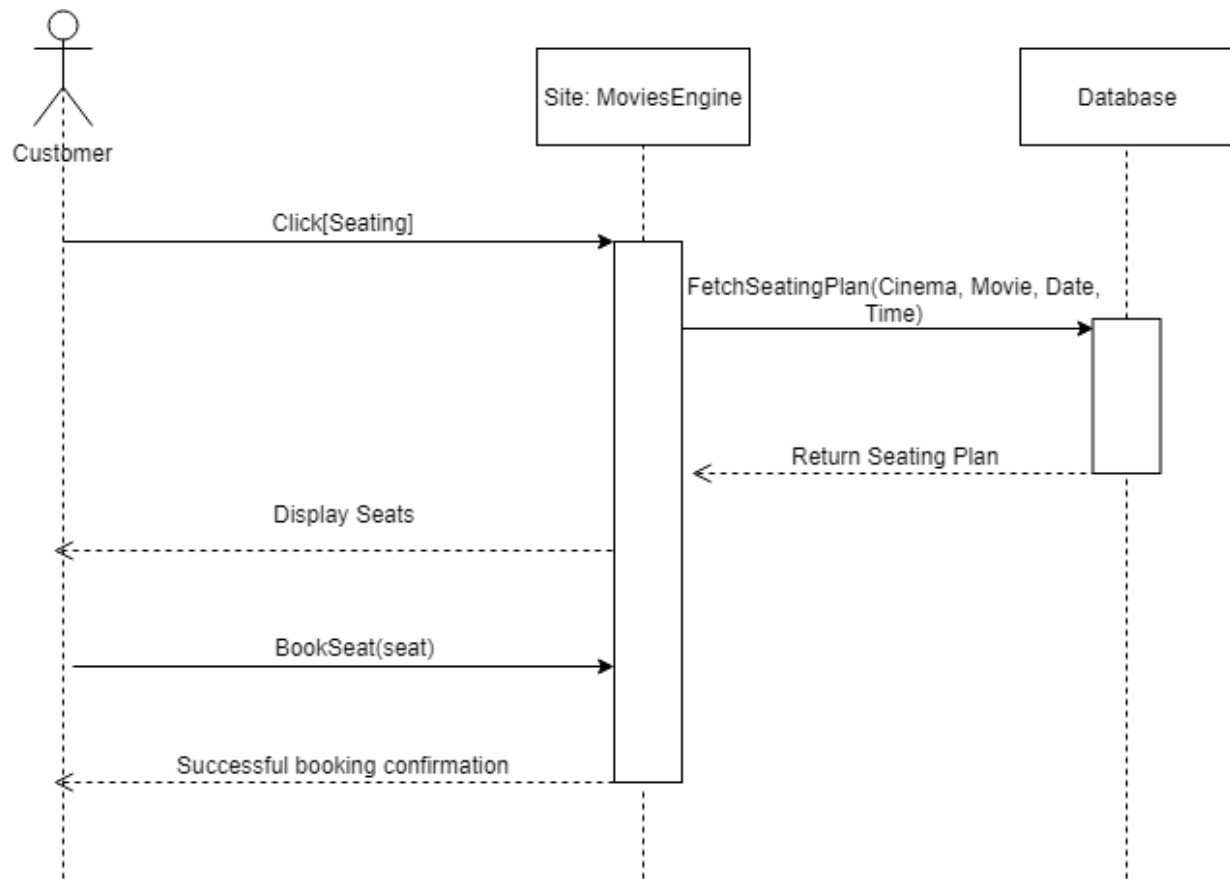 Customer
Site: MoviesEngine
Database
Click[Seating]
FetchSeatingPlan(Cinema, Movie, Date,
Time)
Return Seating Plan
Display Seats
BookSeat(seat)
Successful booking confirmation